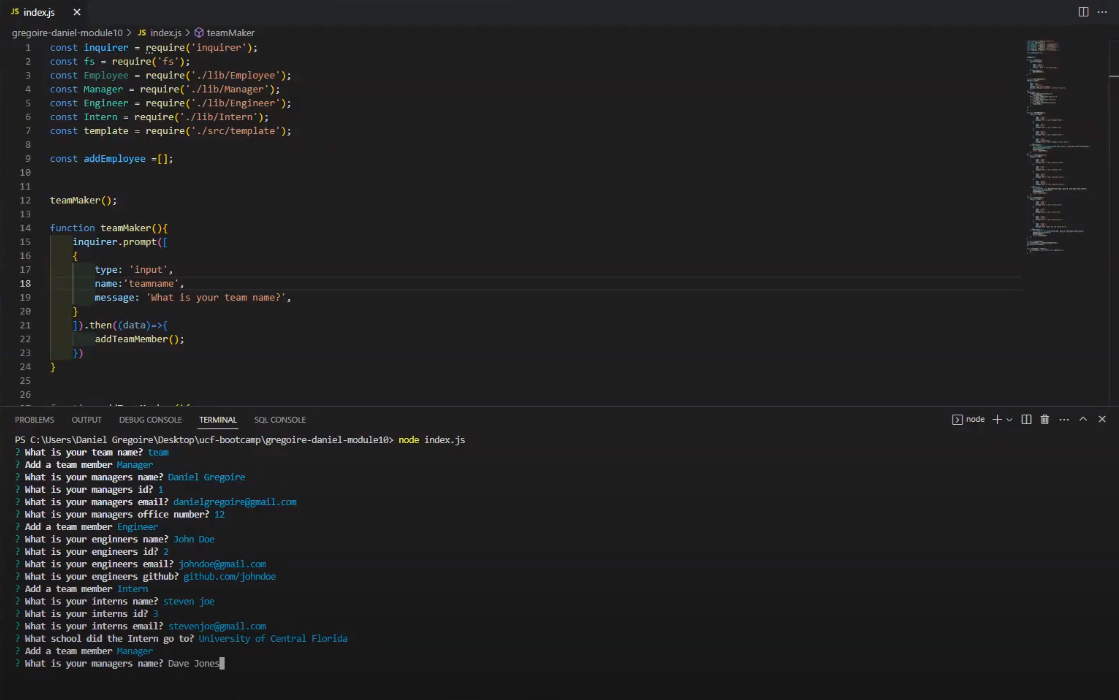 JS index.js ×
gregoire-daniel-module10 > JS index.js > teamMaker
1 const inquirer = require('inquirer');
2 const fs = require('fs');
3 const Employee = require('./lib/Employee');
4 const Manager = require('./lib/Manager');
5 const Engineer = require('./lib/Engineer');
6 const Intern = require('./lib/Intern');
7 const template = require('./src/template');
8
9 const addEmployee =[];
10
11
12 teamMaker();
13
14 function teamMaker(){
15 inquirer.prompt([
16 {
17 type: 'input',
18 name:'teamname',
19 message: 'What is your team name?',
20 }
21 ]).then((data)=>{
22 addTeamMember();
23 })
24 }
25
26
PROBLEMS OUTPUT DEBUG CONSOLE TERMINAL SQL CONSOLE node
PS C:\Users\Daniel Gregoire\Desktop\ucf-bootcamp\gregoire-daniel-module10> node index.js
? What is your team name? team
? Add a team member Manager
? What is your managers name? Daniel Gregoire
? What is your managers id? 1
? What is your managers email? danielgregoire@gmail.com
? What is your managers office number? 12
? Add a team member Engineer
? What is your enginners name? John Doe
? What is your engineers id? 2
? What is your engineers email? johndoe@gmail.com
? What is your engineers github? github.com/johndoe
? Add a team member Intern
? What is your interns name? steven joe
? What is your interns id? 3
? What is your interns email? stevenjoe@gmail.com
? What school did the Intern go to? University of Central Florida
? Add a team member Manager
? What is your managers name? Dave Jones